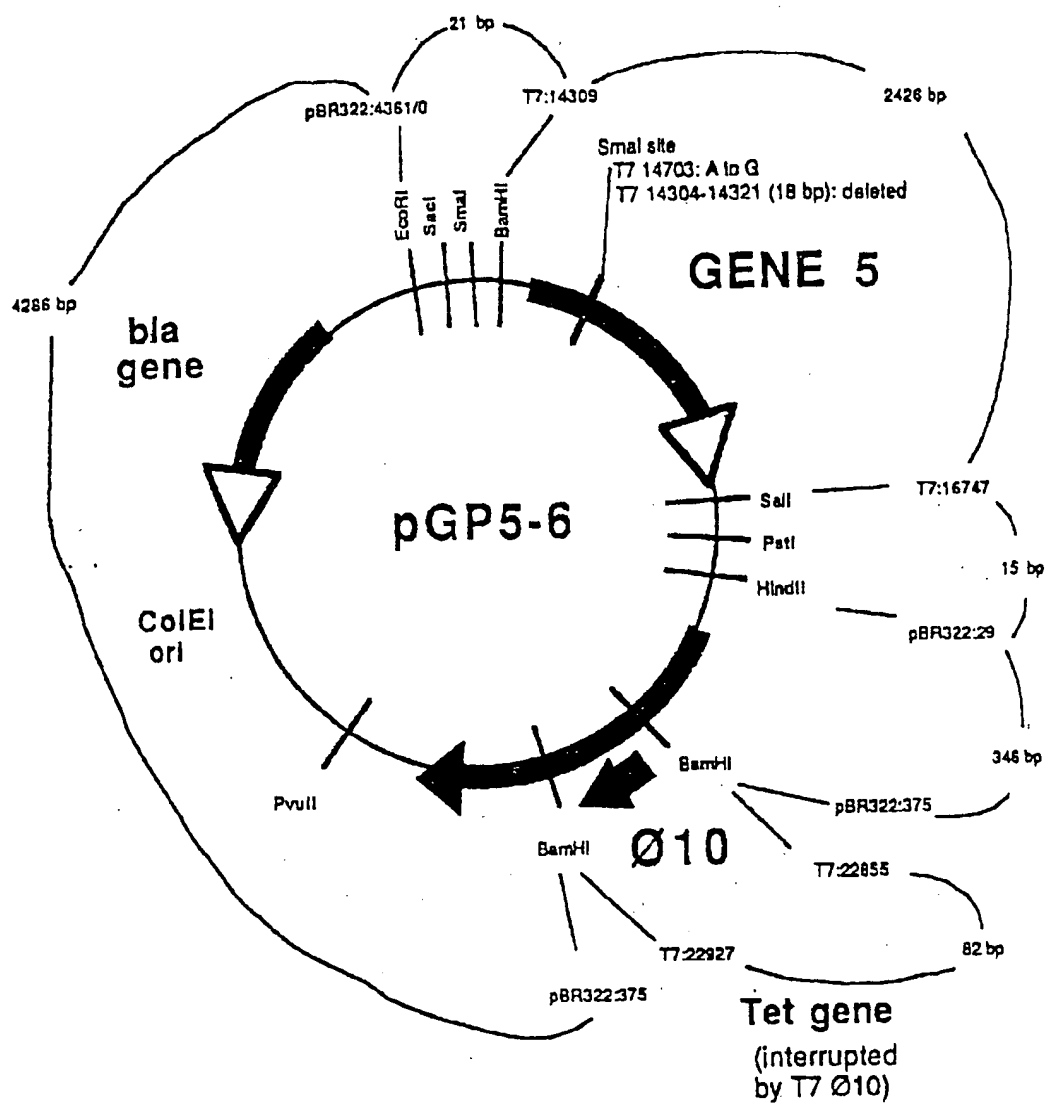 21 bp
pBR322:4361/0
T7:14309
2426 bp
SmaI site
T7 14703: A to G
T7 14304-14321 (18 bp): deleted
EcoRI
SacI
SmaI
BamHI
GENE 5
4286 bp
bla
gene
pGP5-6
SalI
T7:16747
PstI
15 bp
HindII
ColEI
ori
pBR322:29
346 bp
BamHI
PvuII
pBR322:375
BamHI
Ø10
T7:22855
T7:22927
82 bp
pBR322:375
Tet gene
(interrupted
by T7 Ø10)